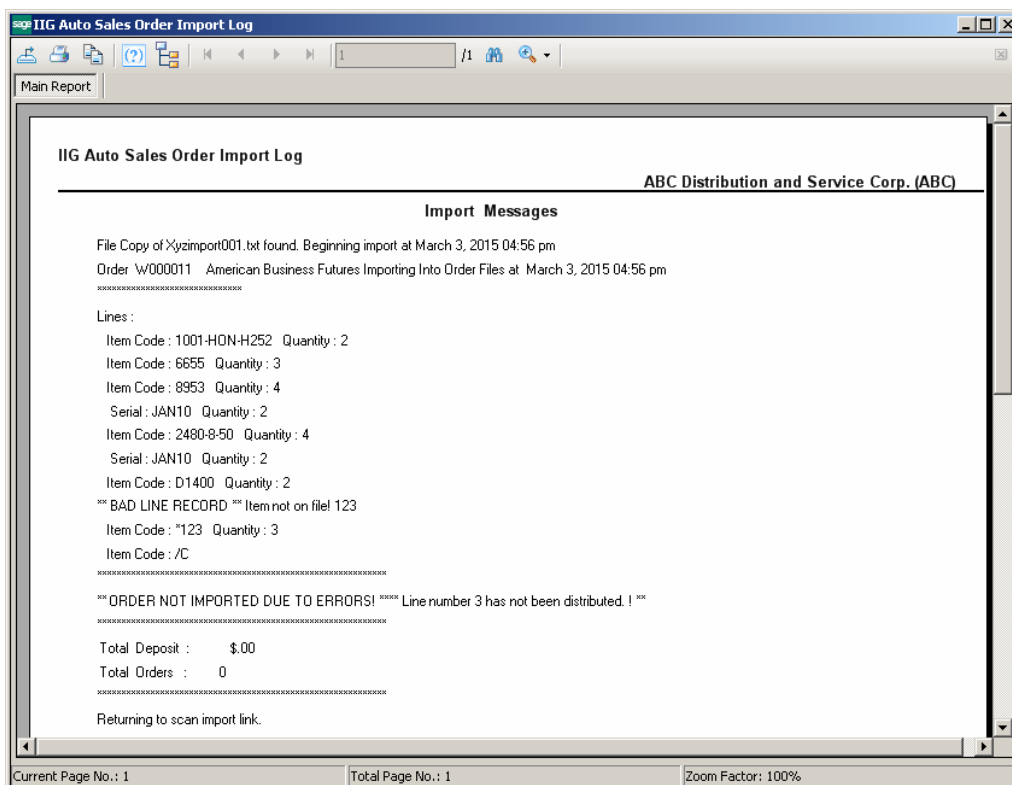 sage IIG Auto Sales Order Import Log
1 /1
Main Report
IIG Auto Sales Order Import Log
ABC Distribution and Service Corp. (ABC)
Import Messages
File Copy of Xyzimport001.txt found. Beginning import at March 3, 2015 04:56 pm
Order W000011 American Business Futures Importing Into Order Files at March 3, 2015 04:56 pm
******************************
Lines :
Item Code : 1001-HON-H252 Quantity : 2
Item Code : 6655 Quantity : 3
Item Code : 8953 Quantity : 4
Serial : JAN10 Quantity : 2
Item Code : 2480-8-50 Quantity : 4
Serial : JAN10 Quantity : 2
Item Code : D1400 Quantity : 2
** BAD LINE RECORD ** Item not on file! 123
Item Code : *123 Quantity : 3
Item Code : /C
************************************************************
** ORDER NOT IMPORTED DUE TO ERRORS! **** Line number 3 has not been distributed. ! **
************************************************************
Total Deposit : $.00
Total Orders : 0
************************************************************
Returning to scan import link.
Current Page No.: 1 Total Page No.: 1 Zoom Factor: 100%